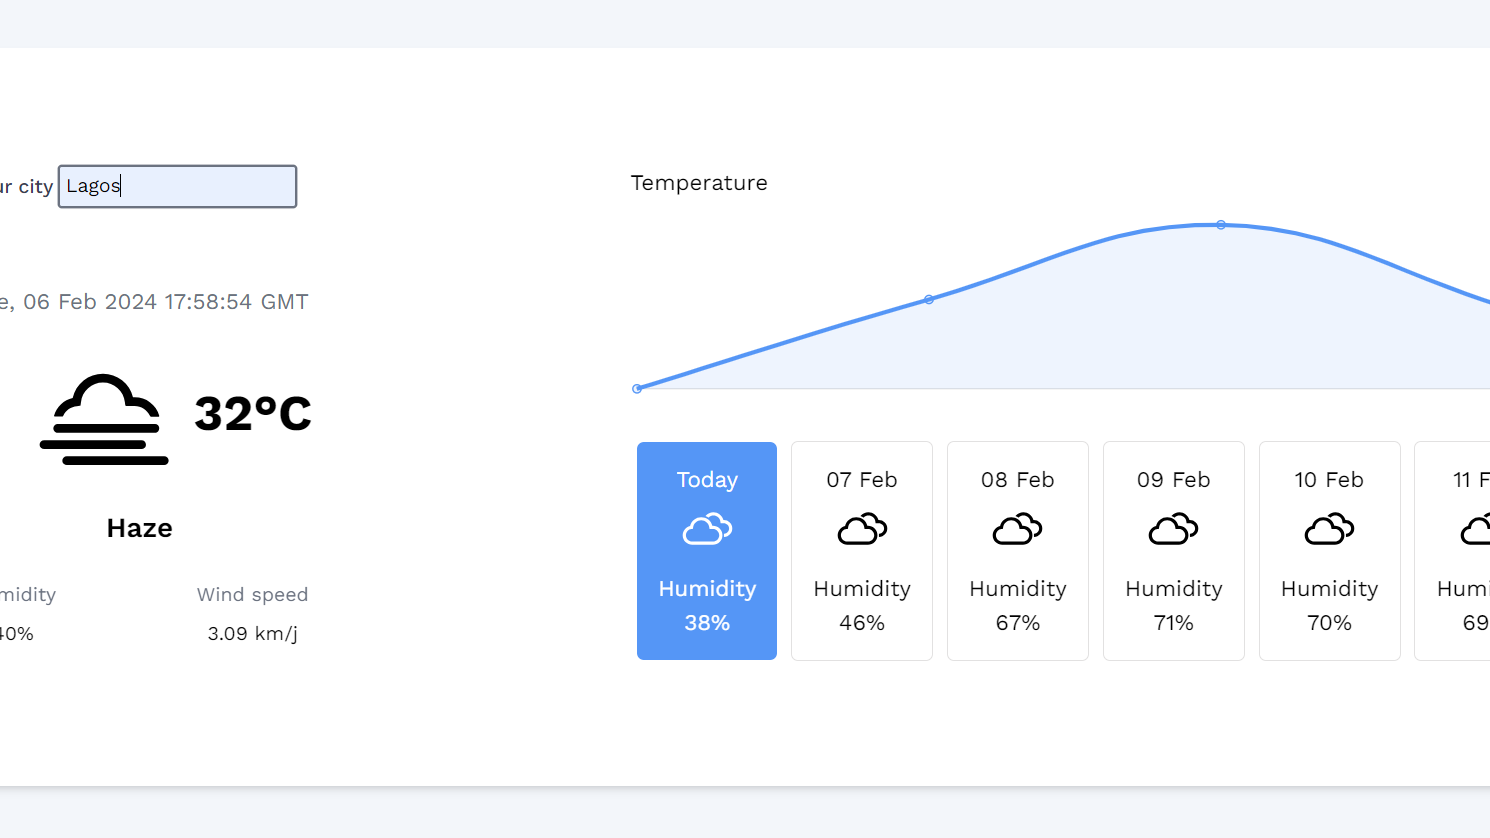 ur city Lagos
e, 06 Feb 2024 17:58:54 GMT
32°C
Haze
midity
40%
Wind speed
3.09 km/j
Temperature
Today
Humidity
38%
07 Feb
Humidity
46%
08 Feb
Humidity
67%
09 Feb
Humidity
71%
10 Feb
Humidity
70%
11 F
Humi
69